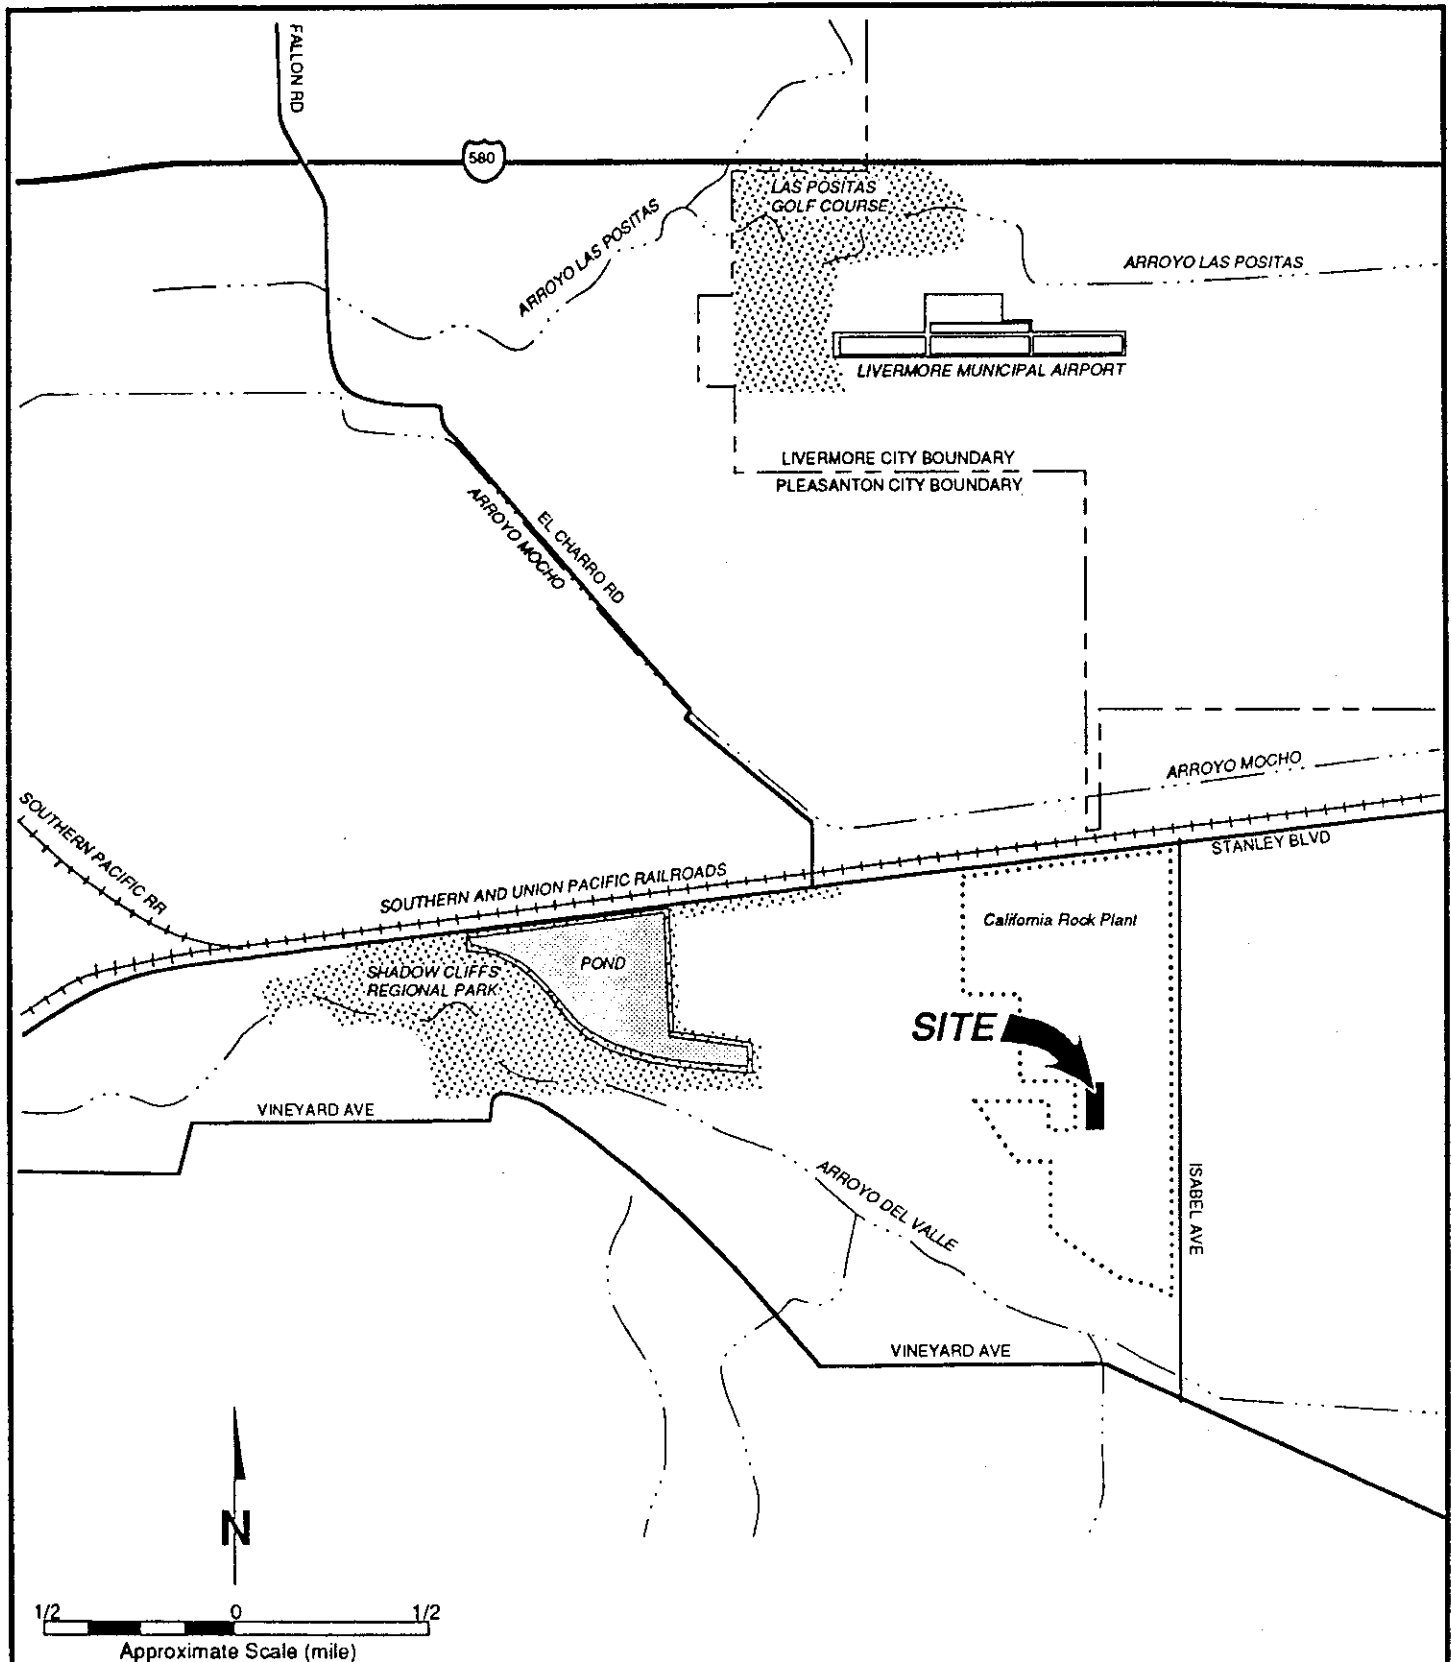 FALLON RD
580
LAS POSITAS
GOLF COURSE
ARROYO LAS POSITAS
ARROYO LAS POSITAS
LIVERMORE MUNICIPAL AIRPORT
LIVERMORE CITY BOUNDARY
PLEASANTON CITY BOUNDARY
EL CHARRO RD
ARROYO MOCHO
ARROYO MOCHO
SOUTHERN PACIFIC RR
STANLEY BLVD
SOUTHERN AND UNION PACIFIC RAILROADS
California Rock Plant
POND
SHADOW CLIFFS
REGIONAL PARK
SITE
VINEYARD AVE
ARROYO DEL VALLE
ISABEL AVE
VINEYARD AVE
N
1/2 0 1/2
Approximate Scale (mile)